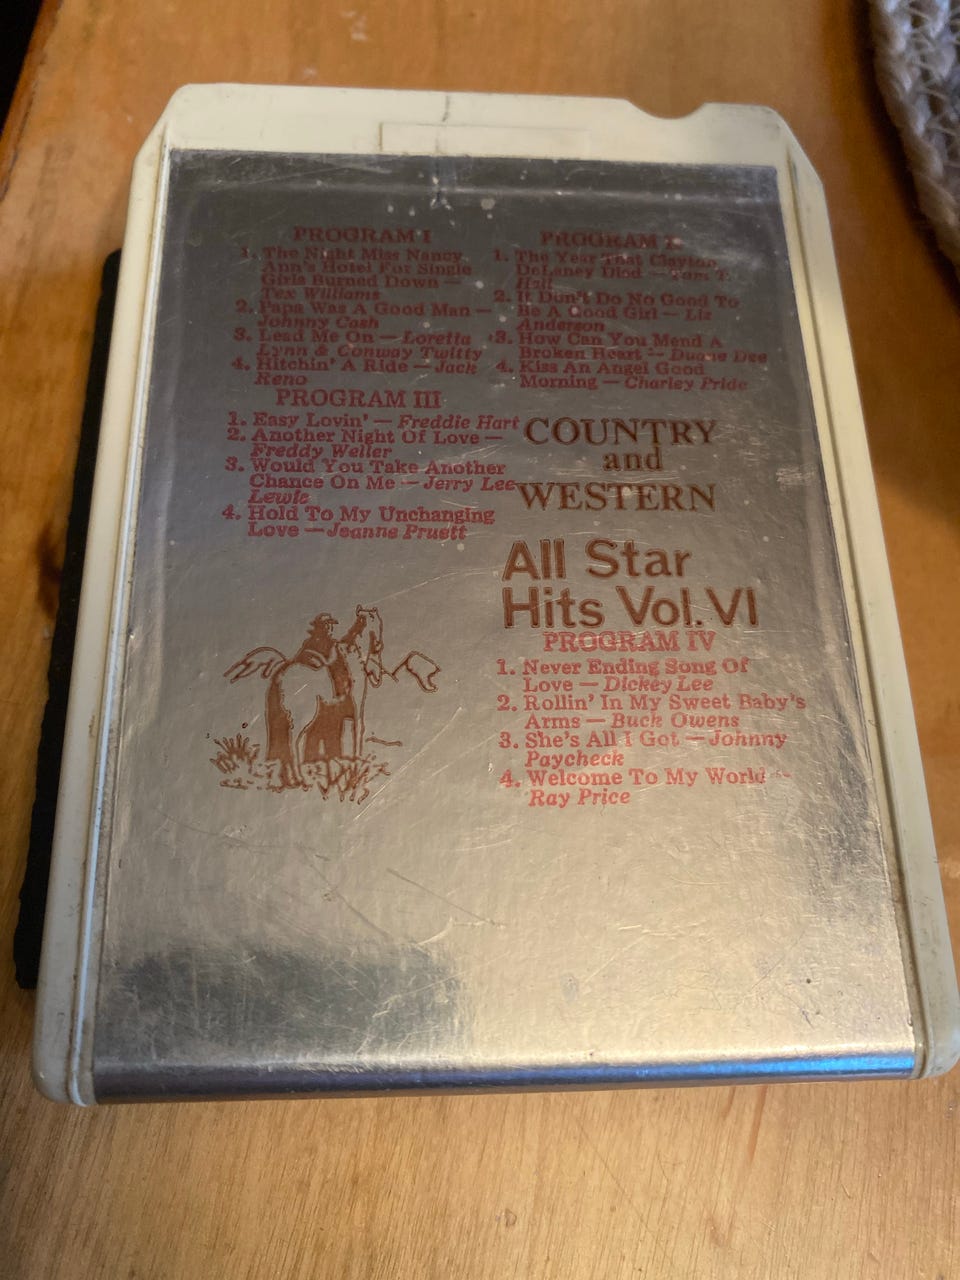 PROGRAM I
1. The Night Miss Nancy
Ann's Hotel For Single
Girls Burned Down —
Tex Williams
2. Papa Was A Good Man —
Johnny Cash
3. Lead Me On — Loretta
Lynn & Conway Twitty
4. Hitchin' A Ride — Jack
Reno
PROGRAM II
1. The Year That Clayton
DeLaney Died — Tom T.
Hall
2. It Don't Do No Good To
Be A Good Girl — Liz
Anderson
3. How Can You Mend A
Broken Heart — Duane Dee
4. Kiss An Angel Good
Morning — Charley Pride
PROGRAM III
1. Easy Lovin' — Freddie Hart
2. Another Night Of Love —
Freddy Weller
3. Would You Take Another
Chance On Me — Jerry Lee
Lewis
4. Hold To My Unchanging
Love — Jeanne Pruett
COUNTRY
and
WESTERN
All Star
Hits Vol. VI
PROGRAM IV
1. Never Ending Song Of
Love — Dickey Lee
2. Rollin' In My Sweet Baby's
Arms — Buck Owens
3. She's All I Got — Johnny
Paycheck
4. Welcome To My World —
Ray Price